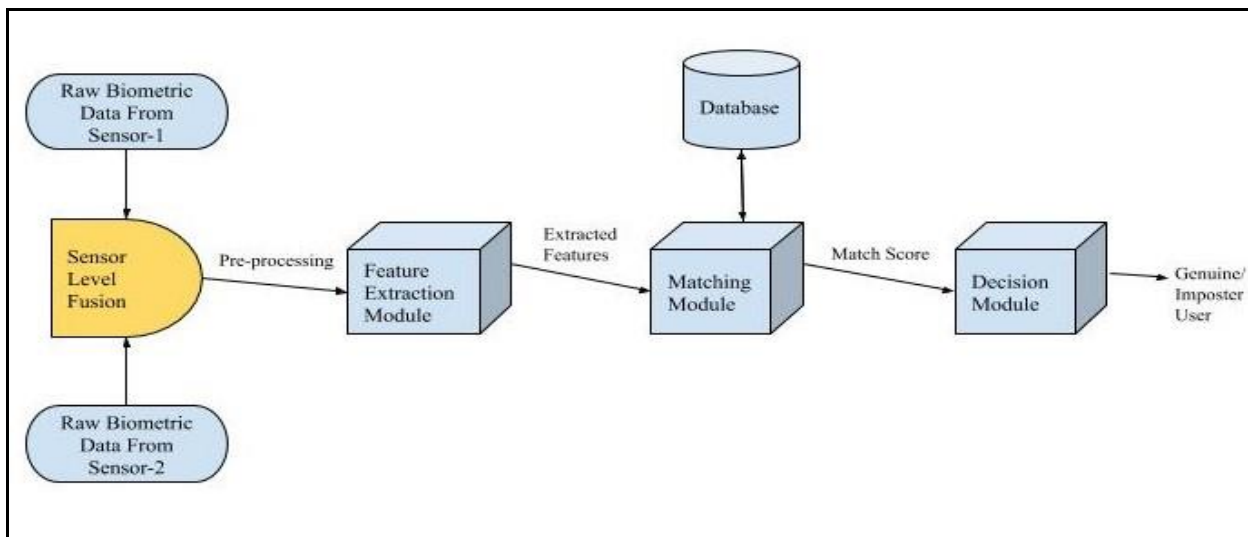 Raw Biometric
Data From
Sensor-1
Database
Sensor
Level
Fusion
Pre-processing
Feature
Extraction
Module
Extracted
Features
Matching
Module
Match Score
Decision
Module
Genuine/
Imposter
User
Raw Biometric
Data From
Sensor-2